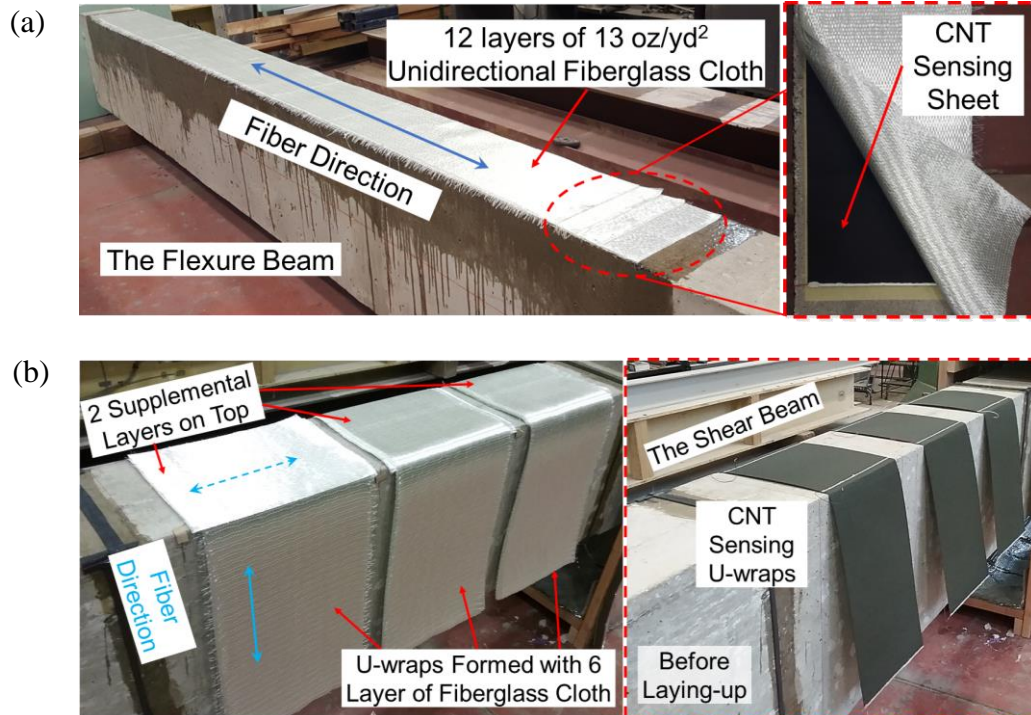 (a)
12 layers of 13 oz/yd²
Unidirectional Fiberglass Cloth
CNT
Sensing
Sheet
Fiber Direction
The Flexure Beam
(b)
2 Supplemental
Layers on Top
Fiber
Direction
U-wraps Formed with 6
Layer of Fiberglass Cloth
The Shear Beam
CNT
Sensing
U-wraps
Before
Laying-up